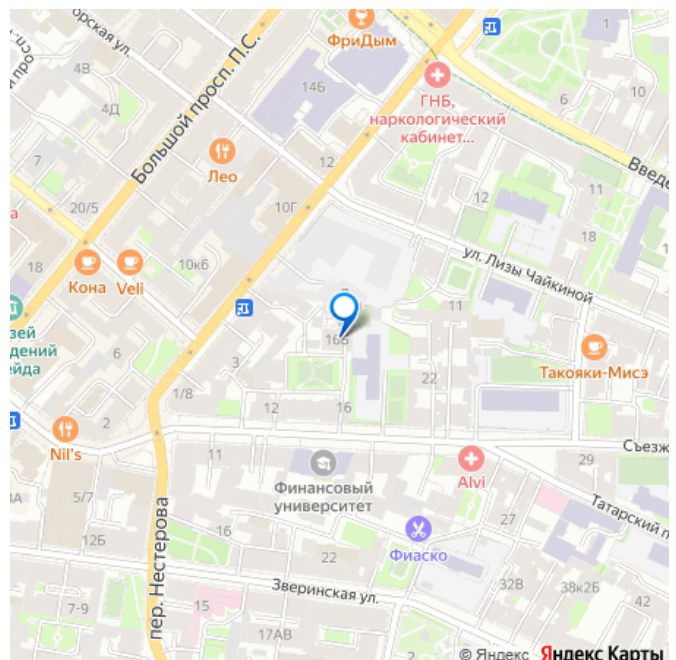 орская ул.
ФриДым
1
4В
14Б
ГНБ,
наркологический
кабинет...
6
10
4Д
Большой просп. П.С.
7
Лео
12
Введе
12
11
20/5
10Г
18
ул. Лизы Чайкиной
18
10к6
Кона
Veli
11
зей
дений
ейда
16Б
6
3
Такояки-Мисэ
22
1/8
12
16
2
Nil's
11
Съезж
Финансовый
университет
Alvi
29
5/7
Татарский п
27
16
12Б
Фиаско
22
пер. Нестерова
Зверинская ул.
32В
38к2Б
42
7-9
15
17АВ
2
© Яндекс Яндекс Карты